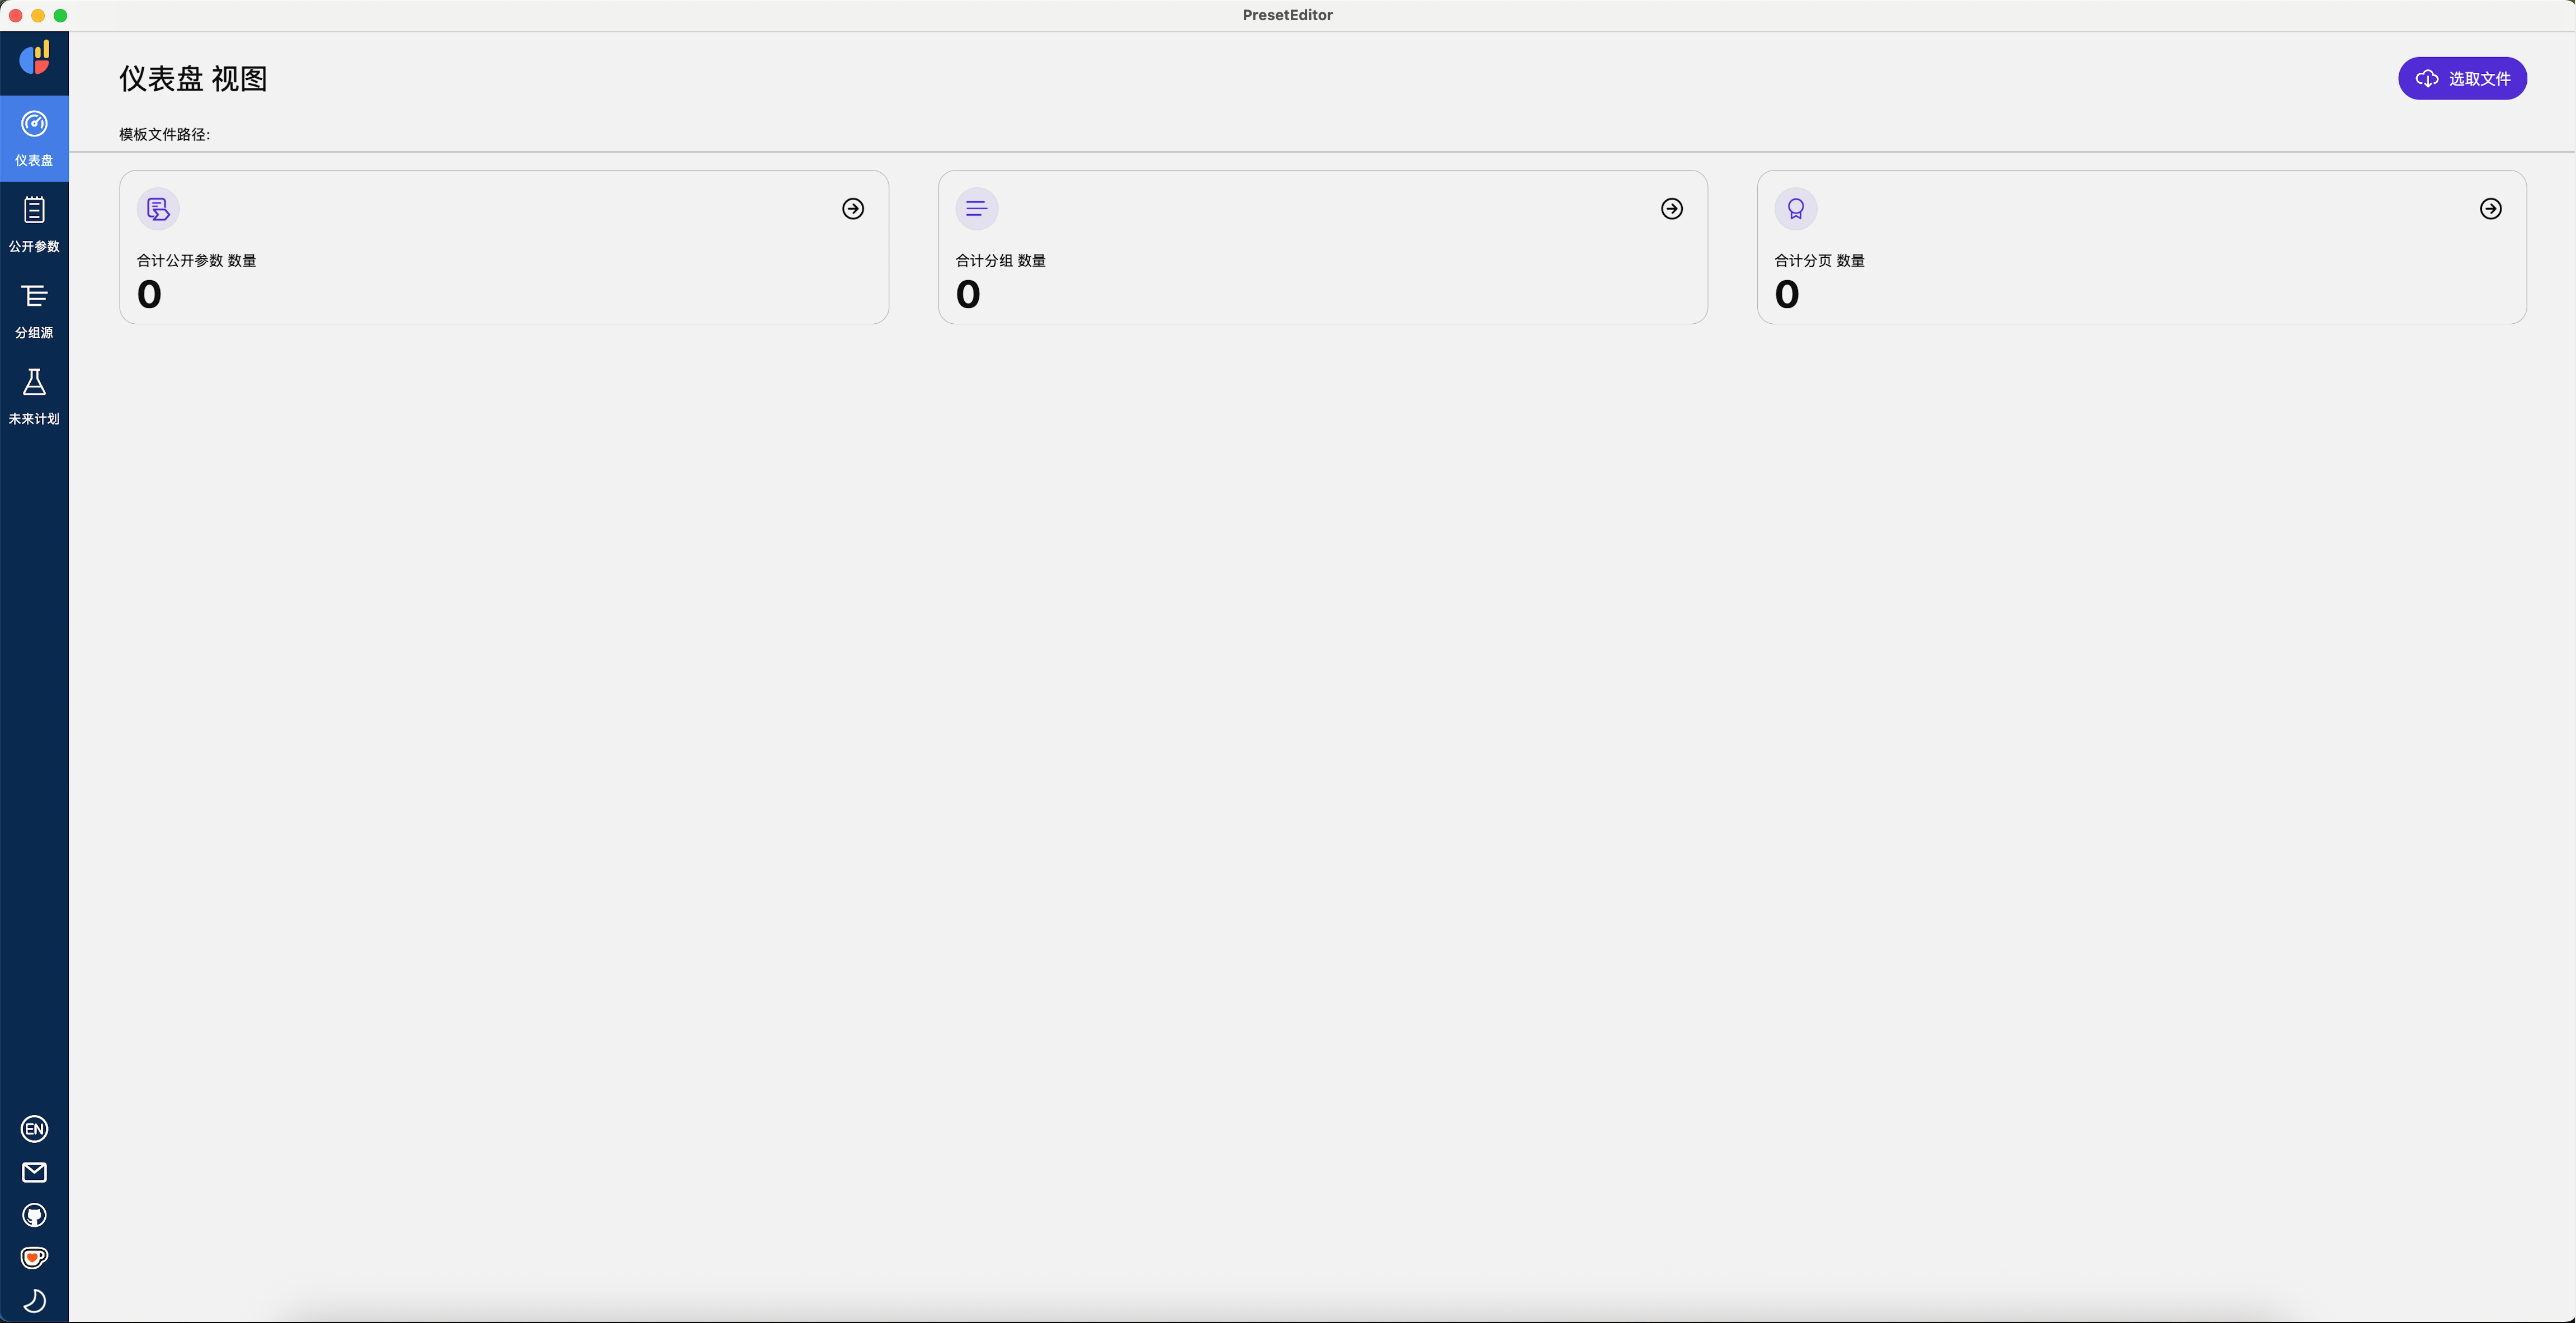 PresetEditor
仪表盘 视图
选取文件
模板文件路径:
仪表盘
公开参数
分组源
未来计划
合计公开参数 数量
0
合计分组 数量
0
合计分页 数量
0
EN